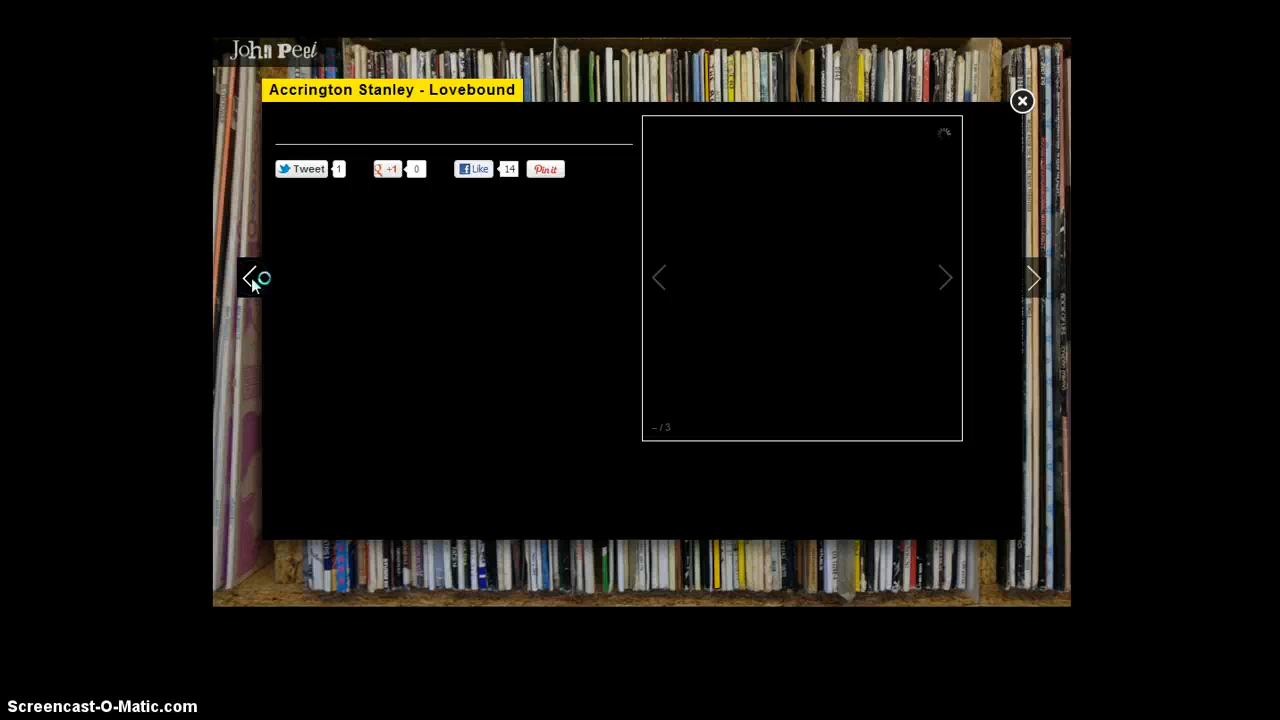 John Peel
Accrington Stanley - Lovebound
Tweet 1
+1 0
Like 14
Pin it
– / 3
Screencast-O-Matic.com